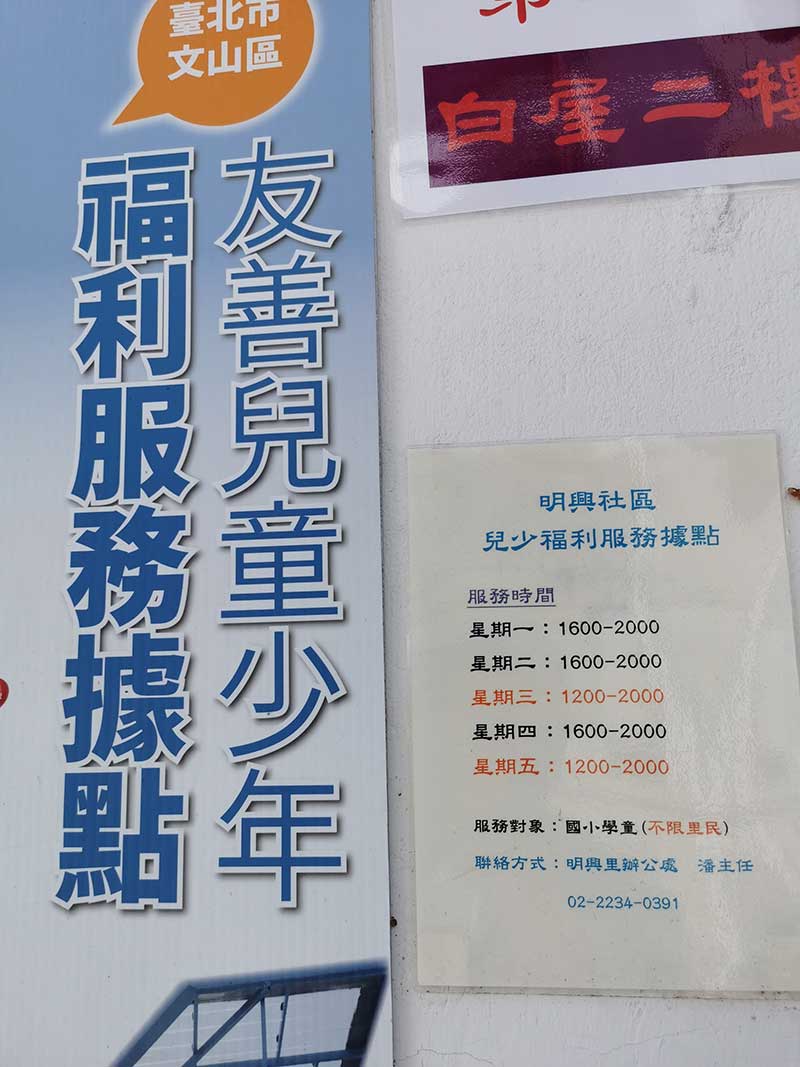 臺北市
文山區
友善兒童少年
福利服務據點
白屋二樓
明興社區
兒少福利服務據點
服務時間
星期一：1600-2000
星期二：1600-2000
星期三：1200-2000
星期四：1600-2000
星期五：1200-2000
服務對象：國小學童(不限里民)
聯絡方式：明興里辦公處 潘主任
02-2234-0391